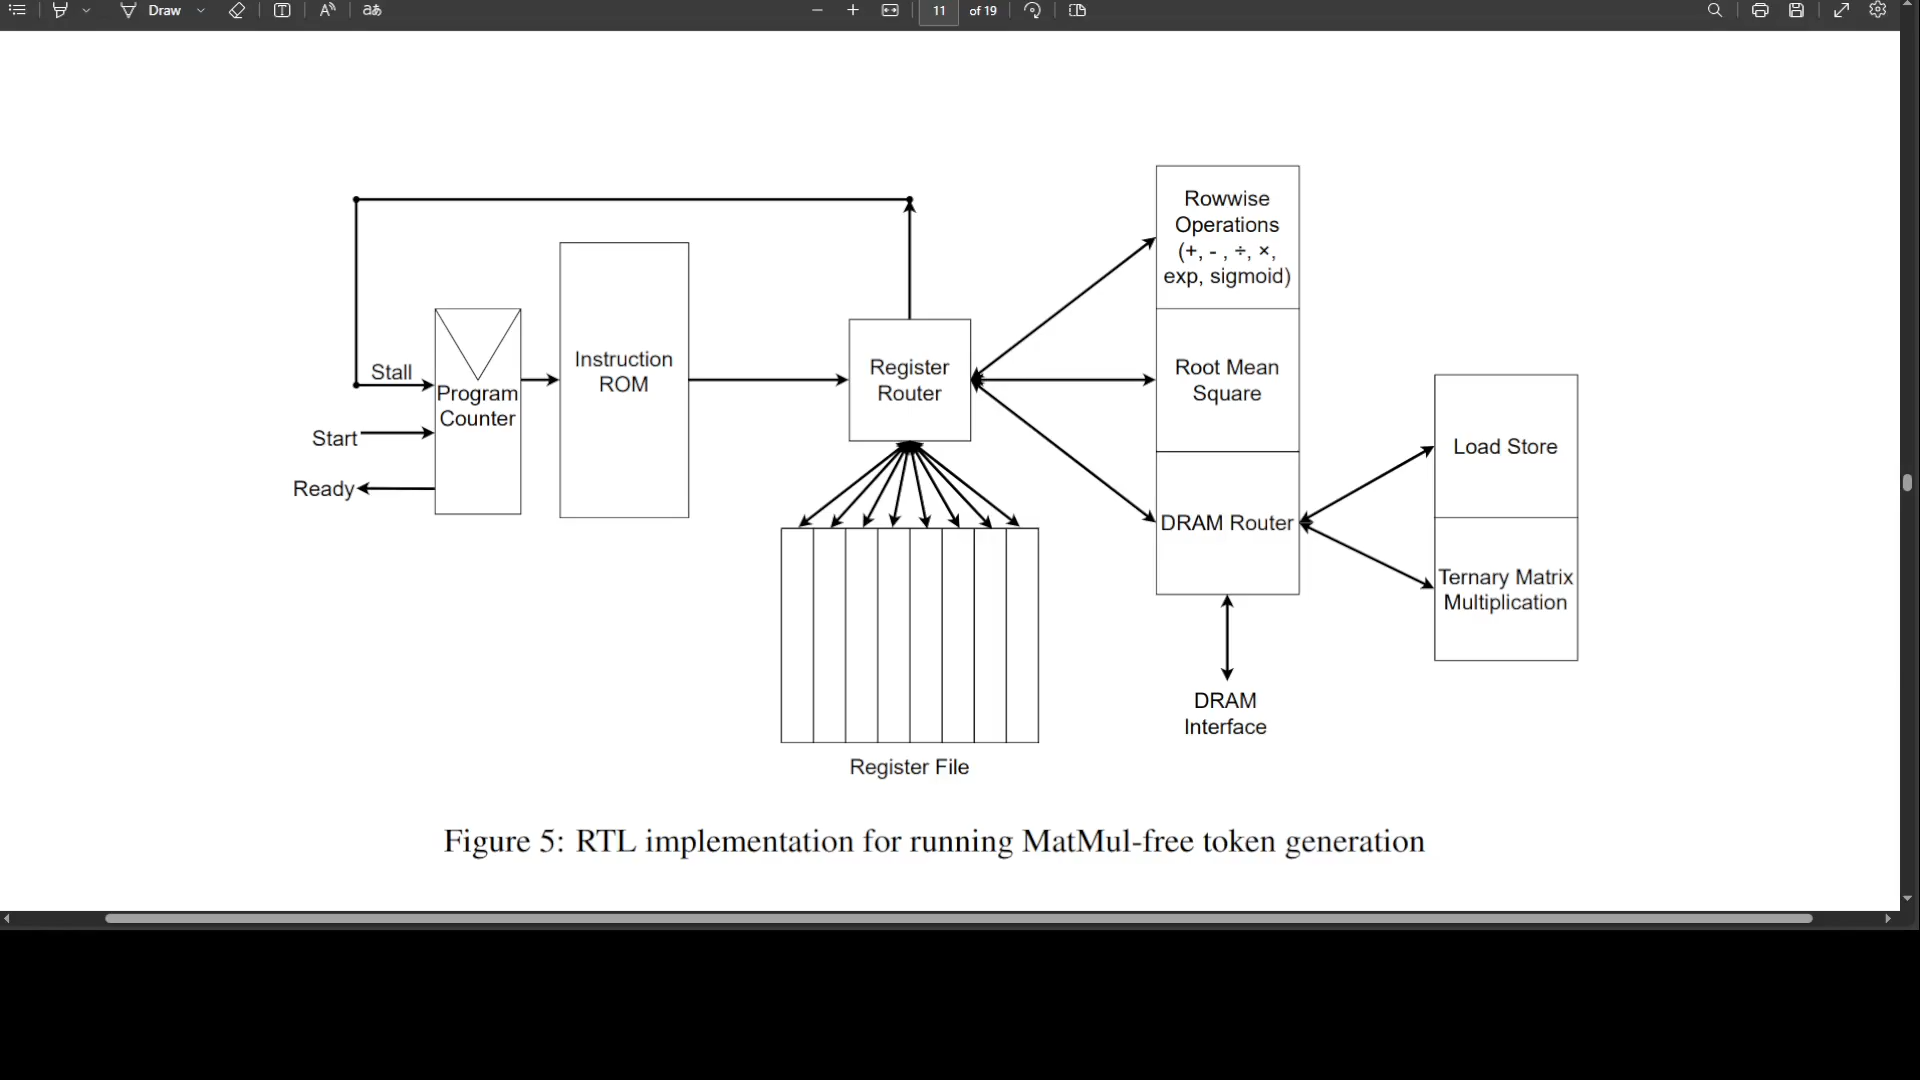 Draw
11
of 19
Rowwise
Operations
(+, - , ÷, ×,
exp, sigmoid)
Stall
Program
Counter
Start
Ready
Instruction
ROM
Register
Router
Root Mean
Square
DRAM Router
Load Store
Ternary Matrix
Multiplication
DRAM
Interface
Register File
Figure 5: RTL implementation for running MatMul-free token generation